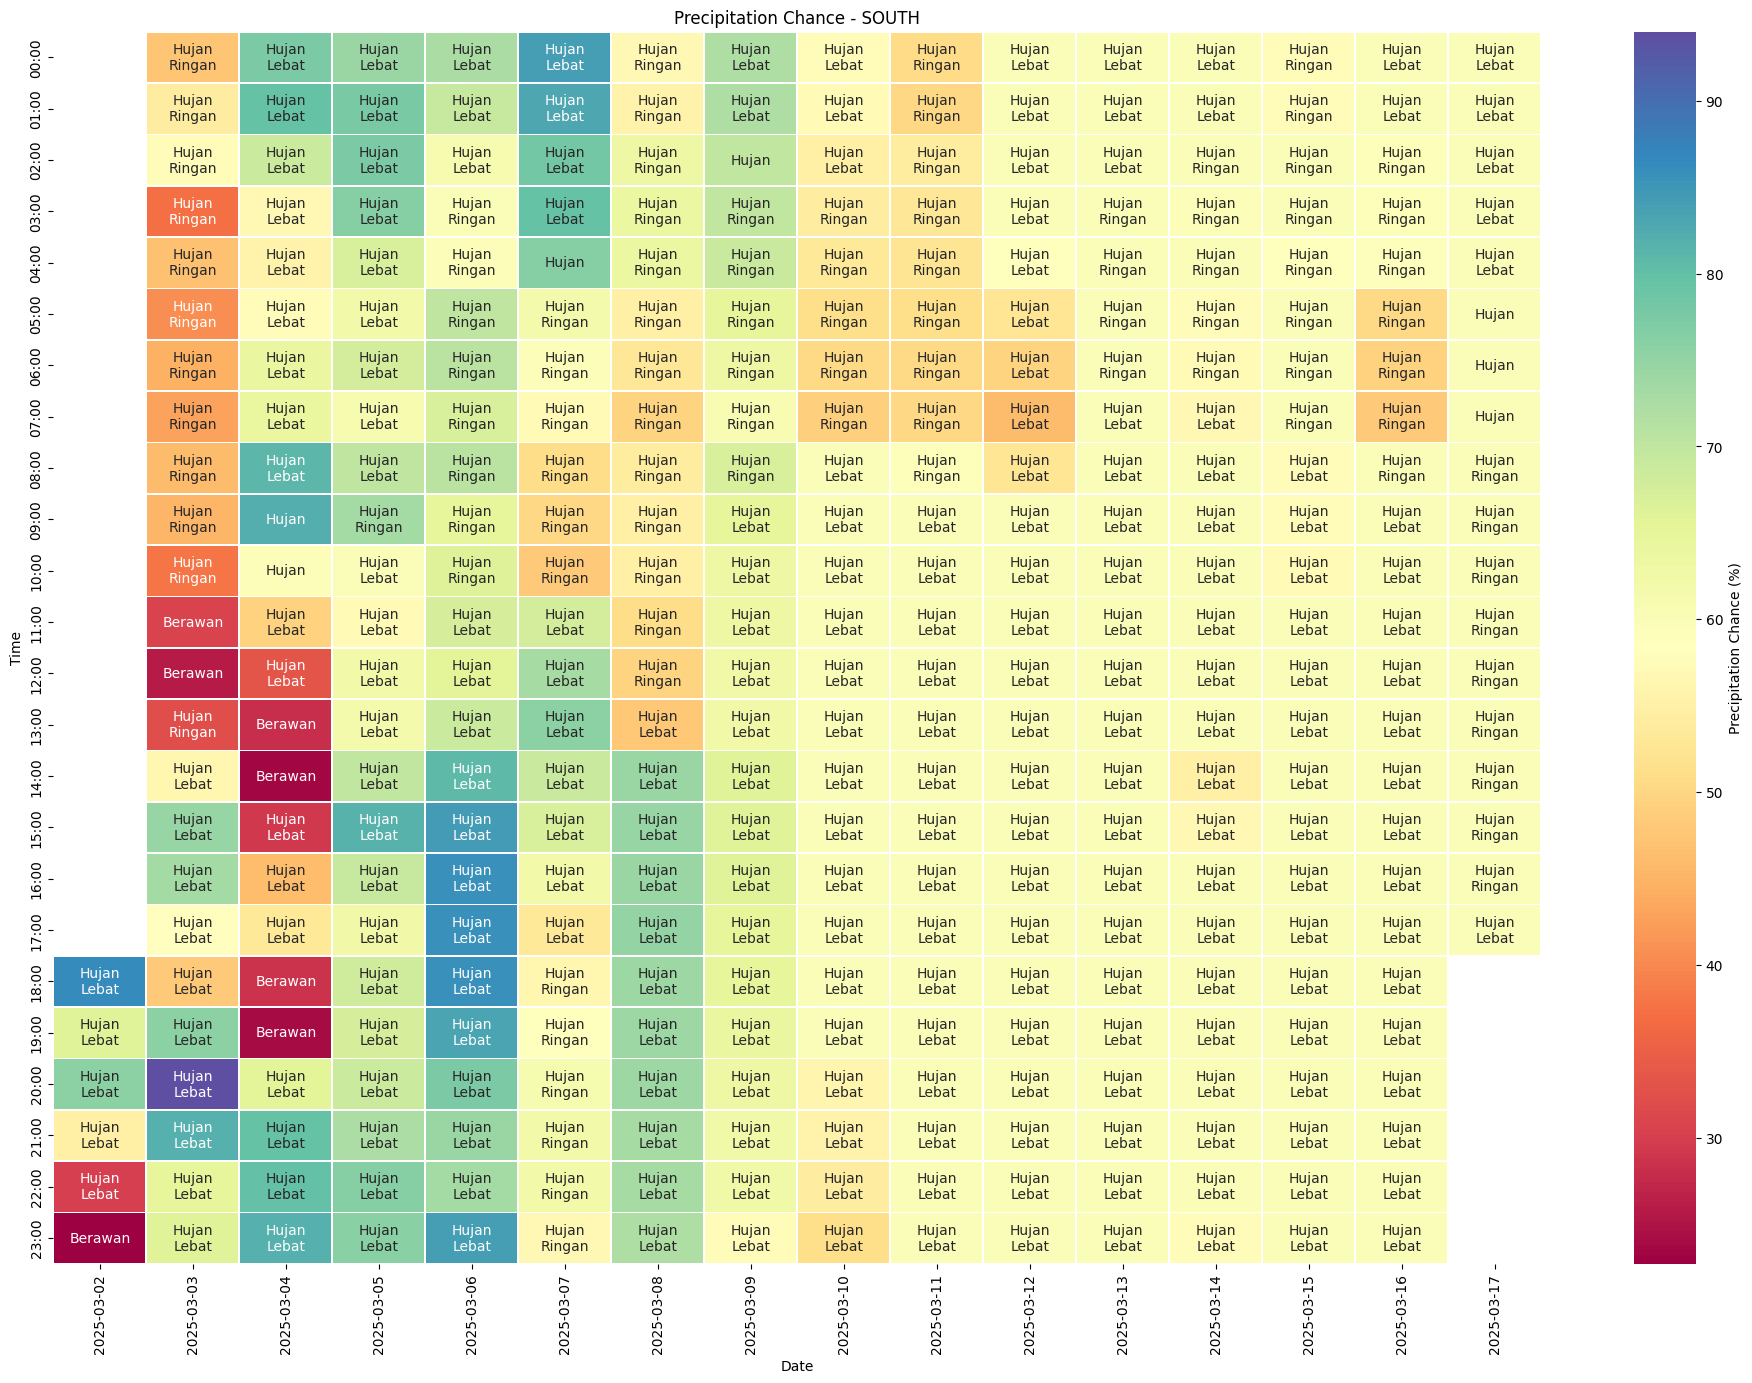 Precipitation Chance - SOUTH
00:00 Hujan Ringan Hujan Lebat Hujan Lebat Hujan Lebat Hujan Lebat Hujan Ringan Hujan Lebat Hujan Lebat Hujan Ringan Hujan Lebat Hujan Lebat Hujan Lebat Hujan Ringan Hujan Lebat Hujan Lebat
01:00 Hujan Ringan Hujan Lebat Hujan Lebat Hujan Lebat Hujan Lebat Hujan Ringan Hujan Lebat Hujan Lebat Hujan Ringan Hujan Lebat Hujan Lebat Hujan Lebat Hujan Ringan Hujan Lebat Hujan Lebat
02:00 Hujan Ringan Hujan Lebat Hujan Lebat Hujan Lebat Hujan Lebat Hujan Ringan Hujan Hujan Lebat Hujan Ringan Hujan Lebat Hujan Lebat Hujan Ringan Hujan Ringan Hujan Ringan Hujan Lebat
03:00 Hujan Ringan Hujan Lebat Hujan Lebat Hujan Ringan Hujan Lebat Hujan Ringan Hujan Ringan Hujan Ringan Hujan Ringan Hujan Lebat Hujan Ringan Hujan Ringan Hujan Ringan Hujan Ringan Hujan Lebat
04:00 Hujan Ringan Hujan Lebat Hujan Lebat Hujan Ringan Hujan Hujan Ringan Hujan Ringan Hujan Ringan Hujan Ringan Hujan Lebat Hujan Ringan Hujan Ringan Hujan Ringan Hujan Ringan Hujan Lebat
05:00 Hujan Ringan Hujan Lebat Hujan Lebat Hujan Ringan Hujan Ringan Hujan Ringan Hujan Ringan Hujan Ringan Hujan Ringan Hujan Lebat Hujan Ringan Hujan Ringan Hujan Ringan Hujan Ringan Hujan
06:00 Hujan Ringan Hujan Lebat Hujan Lebat Hujan Ringan Hujan Ringan Hujan Ringan Hujan Ringan Hujan Ringan Hujan Ringan Hujan Lebat Hujan Ringan Hujan Ringan Hujan Ringan Hujan Ringan Hujan
07:00 Hujan Ringan Hujan Lebat Hujan Lebat Hujan Ringan Hujan Ringan Hujan Ringan Hujan Ringan Hujan Ringan Hujan Ringan Hujan Lebat Hujan Lebat Hujan Lebat Hujan Ringan Hujan Ringan Hujan
08:00 Hujan Ringan Hujan Lebat Hujan Lebat Hujan Ringan Hujan Ringan Hujan Ringan Hujan Ringan Hujan Lebat Hujan Ringan Hujan Lebat Hujan Lebat Hujan Lebat Hujan Lebat Hujan Ringan Hujan Ringan
09:00 Hujan Ringan Hujan Hujan Ringan Hujan Ringan Hujan Ringan Hujan Ringan Hujan Lebat Hujan Lebat Hujan Lebat Hujan Lebat Hujan Lebat Hujan Lebat Hujan Lebat Hujan Lebat Hujan Ringan
10:00 Hujan Ringan Hujan Hujan Lebat Hujan Ringan Hujan Ringan Hujan Ringan Hujan Lebat Hujan Lebat Hujan Lebat Hujan Lebat Hujan Lebat Hujan Lebat Hujan Lebat Hujan Lebat Hujan Ringan
11:00 Berawan Hujan Lebat Hujan Lebat Hujan Lebat Hujan Lebat Hujan Ringan Hujan Lebat Hujan Lebat Hujan Lebat Hujan Lebat Hujan Lebat Hujan Lebat Hujan Lebat Hujan Lebat Hujan Ringan
12:00 Berawan Hujan Lebat Hujan Lebat Hujan Lebat Hujan Lebat Hujan Ringan Hujan Lebat Hujan Lebat Hujan Lebat Hujan Lebat Hujan Lebat Hujan Lebat Hujan Lebat Hujan Lebat Hujan Ringan
13:00 Hujan Ringan Berawan Hujan Lebat Hujan Lebat Hujan Lebat Hujan Lebat Hujan Lebat Hujan Lebat Hujan Lebat Hujan Lebat Hujan Lebat Hujan Lebat Hujan Lebat Hujan Lebat Hujan Ringan
14:00 Hujan Lebat Berawan Hujan Lebat Hujan Lebat Hujan Lebat Hujan Lebat Hujan Lebat Hujan Lebat Hujan Lebat Hujan Lebat Hujan Lebat Hujan Lebat Hujan Lebat Hujan Lebat Hujan Ringan
15:00 Hujan Lebat Hujan Lebat Hujan Lebat Hujan Lebat Hujan Lebat Hujan Lebat Hujan Lebat Hujan Lebat Hujan Lebat Hujan Lebat Hujan Lebat Hujan Lebat Hujan Lebat Hujan Lebat Hujan Ringan
16:00 Hujan Lebat Hujan Lebat Hujan Lebat Hujan Lebat Hujan Lebat Hujan Lebat Hujan Lebat Hujan Lebat Hujan Lebat Hujan Lebat Hujan Lebat Hujan Lebat Hujan Lebat Hujan Lebat Hujan Ringan
17:00 Hujan Lebat Hujan Lebat Hujan Lebat Hujan Lebat Hujan Lebat Hujan Lebat Hujan Lebat Hujan Lebat Hujan Lebat Hujan Lebat Hujan Lebat Hujan Lebat Hujan Lebat Hujan Lebat Hujan Lebat
18:00 Hujan Lebat Hujan Lebat Berawan Hujan Lebat Hujan Lebat Hujan Ringan Hujan Lebat Hujan Lebat Hujan Lebat Hujan Lebat Hujan Lebat Hujan Lebat Hujan Lebat Hujan Lebat Hujan Lebat
19:00 Hujan Lebat Hujan Lebat Berawan Hujan Lebat Hujan Lebat Hujan Ringan Hujan Lebat Hujan Lebat Hujan Lebat Hujan Lebat Hujan Lebat Hujan Lebat Hujan Lebat Hujan Lebat Hujan Lebat
20:00 Hujan Lebat Hujan Lebat Hujan Lebat Hujan Lebat Hujan Lebat Hujan Ringan Hujan Lebat Hujan Lebat Hujan Lebat Hujan Lebat Hujan Lebat Hujan Lebat Hujan Lebat Hujan Lebat Hujan Lebat
21:00 Hujan Lebat Hujan Lebat Hujan Lebat Hujan Lebat Hujan Lebat Hujan Ringan Hujan Lebat Hujan Lebat Hujan Lebat Hujan Lebat Hujan Lebat Hujan Lebat Hujan Lebat Hujan Lebat Hujan Lebat
22:00 Hujan Lebat Hujan Lebat Hujan Lebat Hujan Lebat Hujan Lebat Hujan Ringan Hujan Lebat Hujan Lebat Hujan Lebat Hujan Lebat Hujan Lebat Hujan Lebat Hujan Lebat Hujan Lebat Hujan Lebat
23:00 Berawan Hujan Lebat Hujan Lebat Hujan Lebat Hujan Lebat Hujan Ringan Hujan Lebat Hujan Lebat Hujan Lebat Hujan Lebat Hujan Lebat Hujan Lebat Hujan Lebat Hujan Lebat Hujan Lebat
Time
2025-03-02 2025-03-03 2025-03-04 2025-03-05 2025-03-06 2025-03-07 2025-03-08 2025-03-09 2025-03-10 2025-03-11 2025-03-12 2025-03-13 2025-03-14 2025-03-15 2025-03-16 2025-03-17
Date
90
80
70
60
50
40
30
Precipitation Chance (%)